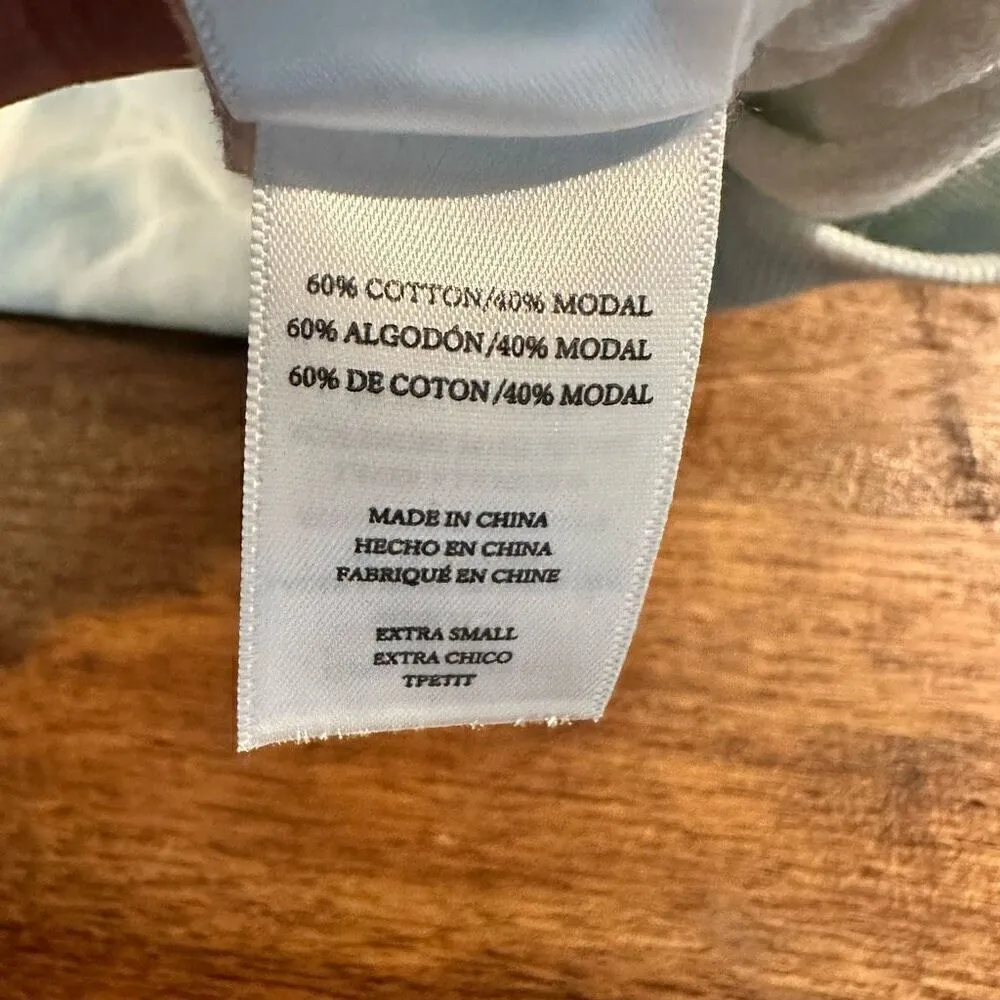 60% COTTON/40% MODAL
60% ALGODÓN/40% MODAL
60% DE COTON/40% MODAL
MADE IN CHINA
HECHO EN CHINA
FABRIQUÉ EN CHINE
EXTRA SMALL
EXTRA CHICO
TPETIT